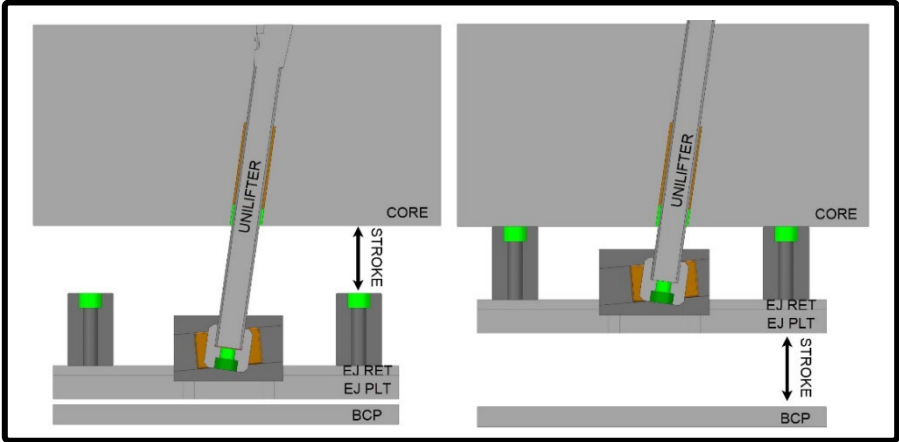 UNILIFTER
CORE
STROKE
EJ RET
EJ PLT
BCP
UNILIFTER
CORE
EJ RET
EJ PLT
STROKE
BCP